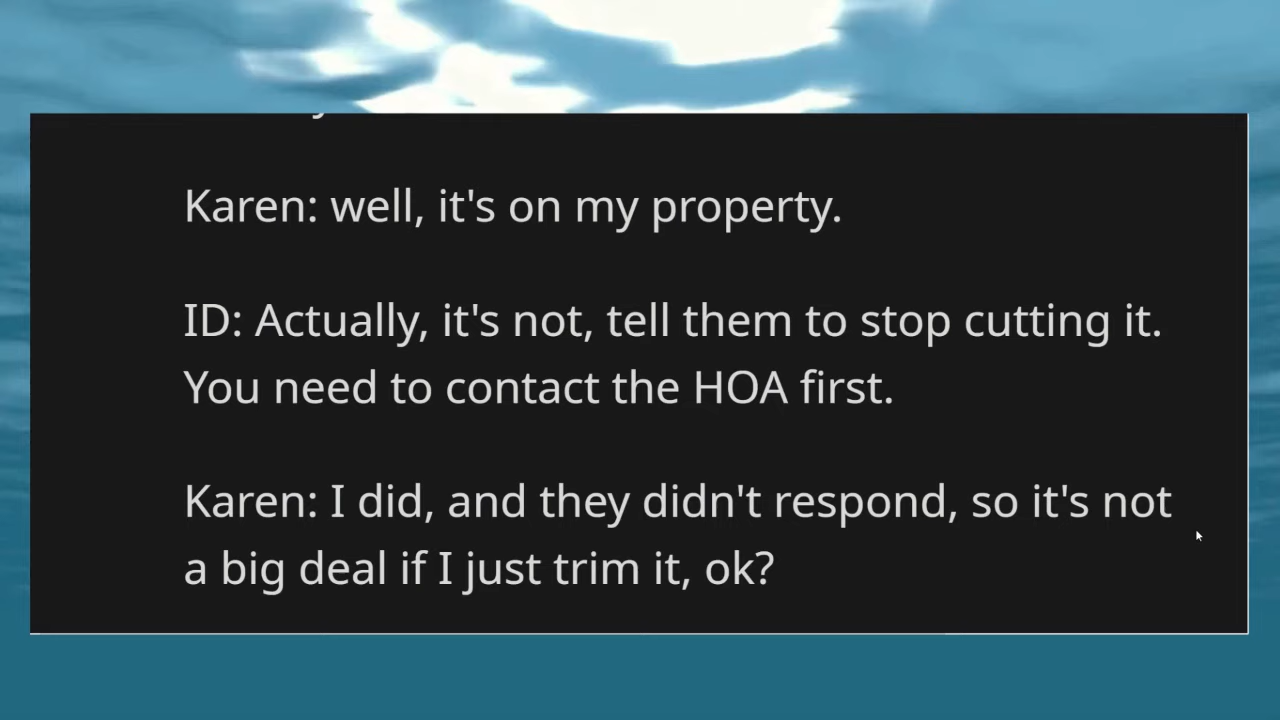 Karen: well, it's on my property.
ID: Actually, it's not, tell them to stop cutting it.
You need to contact the HOA first.
Karen: I did, and they didn't respond, so it's not
a big deal if I just trim it, ok?